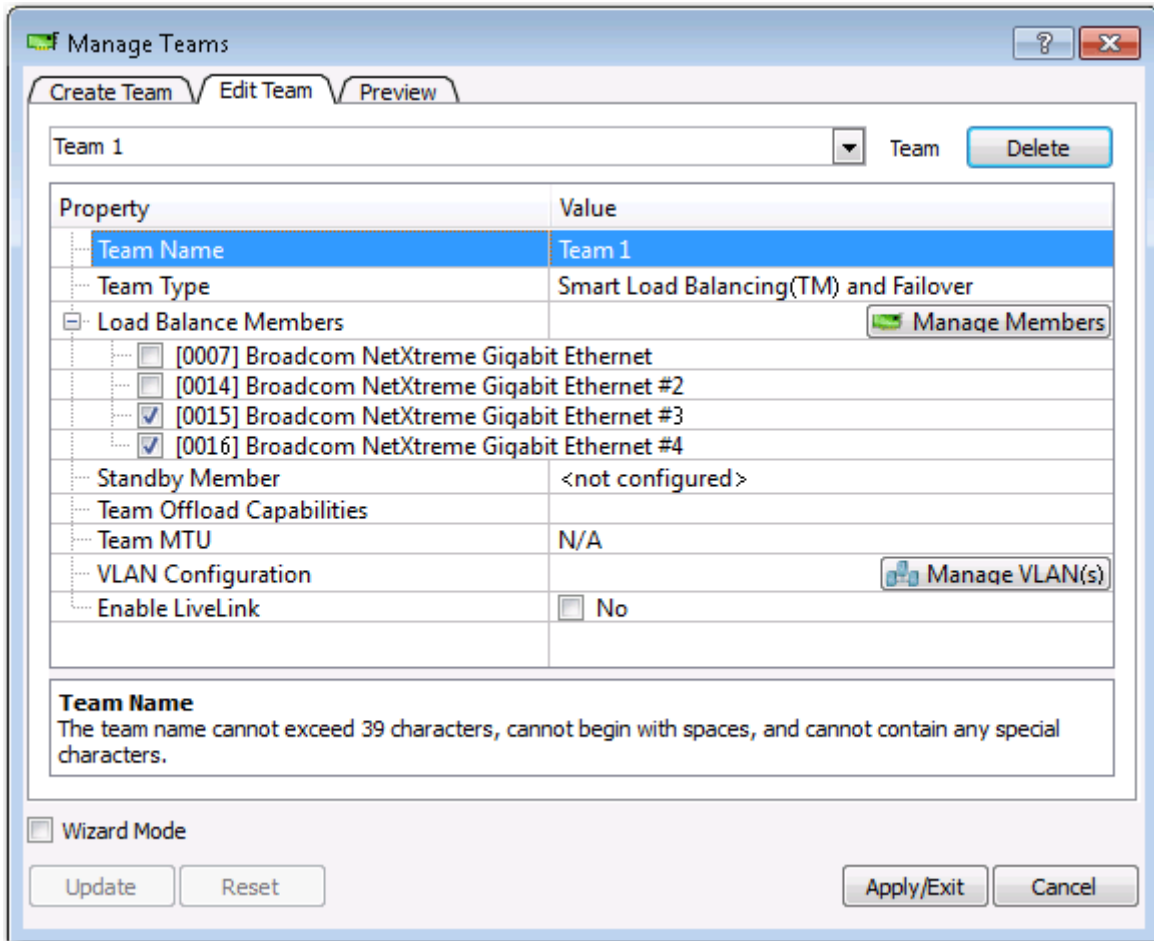 Manage Teams
Create Team Edit Team Preview
Team 1 Team Delete
Property Value
Team Name Team 1
Team Type Smart Load Balancing(TM) and Failover
Load Balance Members Manage Members
[0007] Broadcom NetXtreme Gigabit Ethernet
[0014] Broadcom NetXtreme Gigabit Ethernet #2
[0015] Broadcom NetXtreme Gigabit Ethernet #3
[0016] Broadcom NetXtreme Gigabit Ethernet #4
Standby Member <not configured>
Team Offload Capabilities
Team MTU N/A
VLAN Configuration Manage VLAN(s)
Enable LiveLink No
Team Name
The team name cannot exceed 39 characters, cannot begin with spaces, and cannot contain any special
characters.
Wizard Mode
Update Reset Apply/Exit Cancel